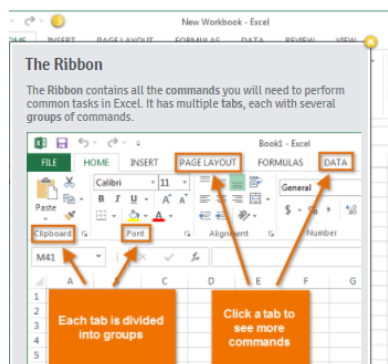 New Workbook - Excel
INSERT PAGE LAYOUT FORMULAS DATA REVIEW VIEW
The Ribbon
The Ribbon contains all the commands you will need to perform
common tasks in Excel. It has multiple tabs, each with several
groups of commands.
Book1 - Excel
FILE HOME INSERT PAGE LAYOUT FORMULAS DATA
Calibri 11 A A General
Paste B I U A $ % ,
Clipboard Font Alignment Number
M41 fx
A B C D E F G
1
2
3
4
5
Each tab is divided
into groups
Click a tab to
see more
commands